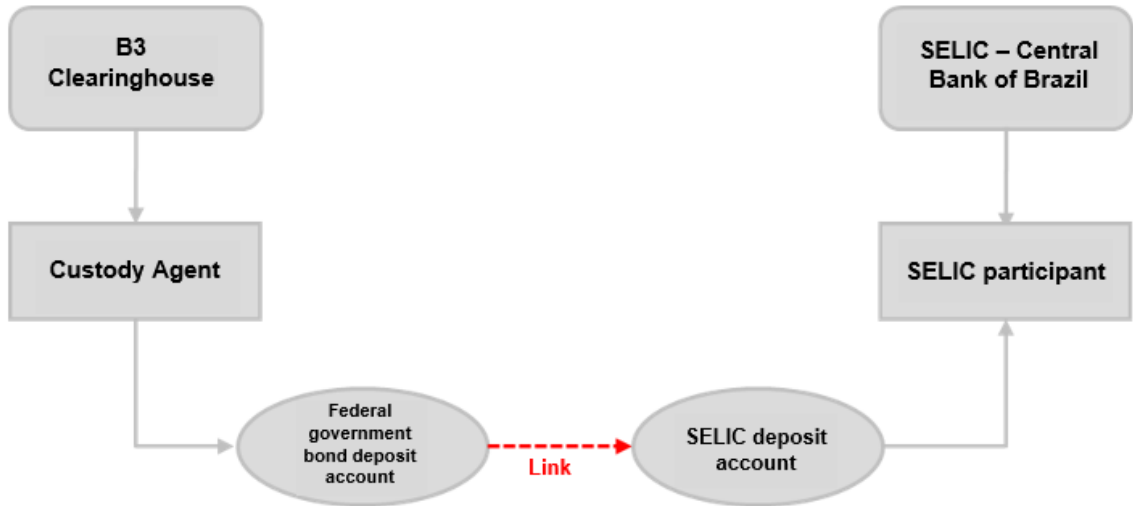 B3
Clearinghouse
SELIC – Central
Bank of Brazil
Custody Agent
SELIC participant
Federal
government
bond deposit
account
Link
SELIC deposit
account